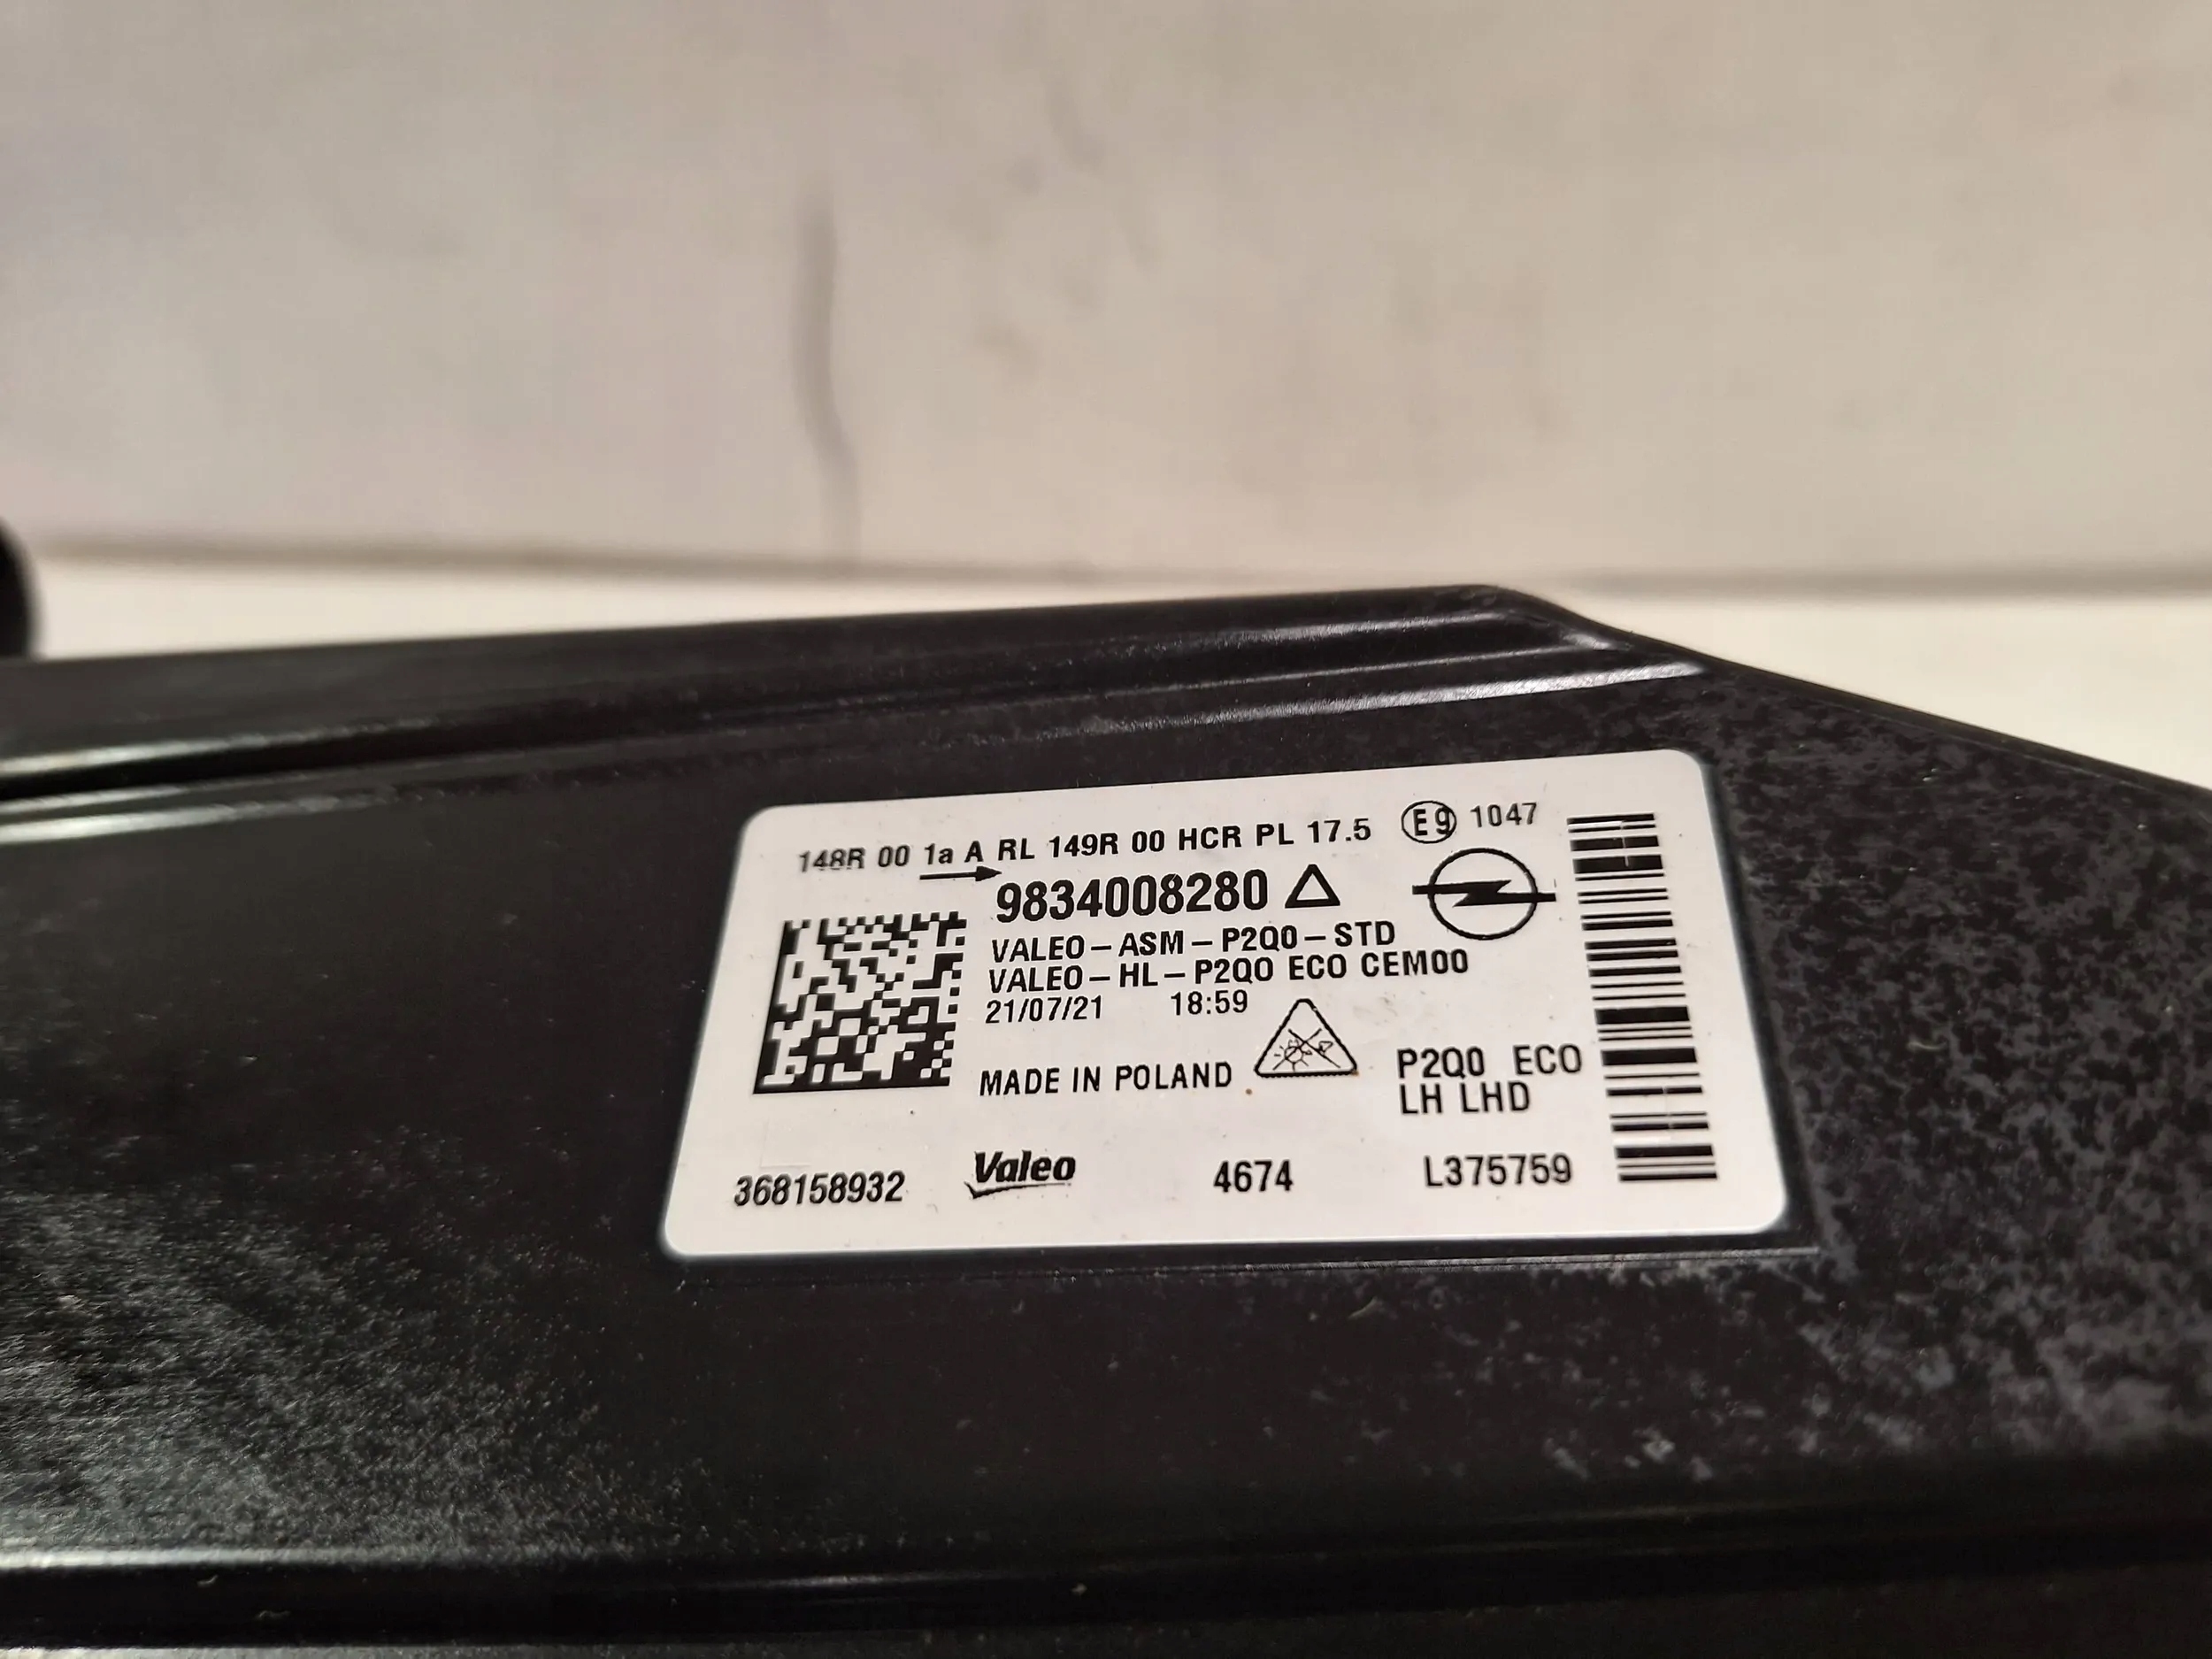 148R 00 1a A RL 149R 00 HCR PL 17.5 E9 1047
9834008280
VALEO-ASM-P2Q0-STD
VALEO-HL-P2Q0 ECO CEM00
21/07/21 18:59
MADE IN POLAND
P2Q0 ECO
LH LHD
368158932 Valeo 4674 L375759